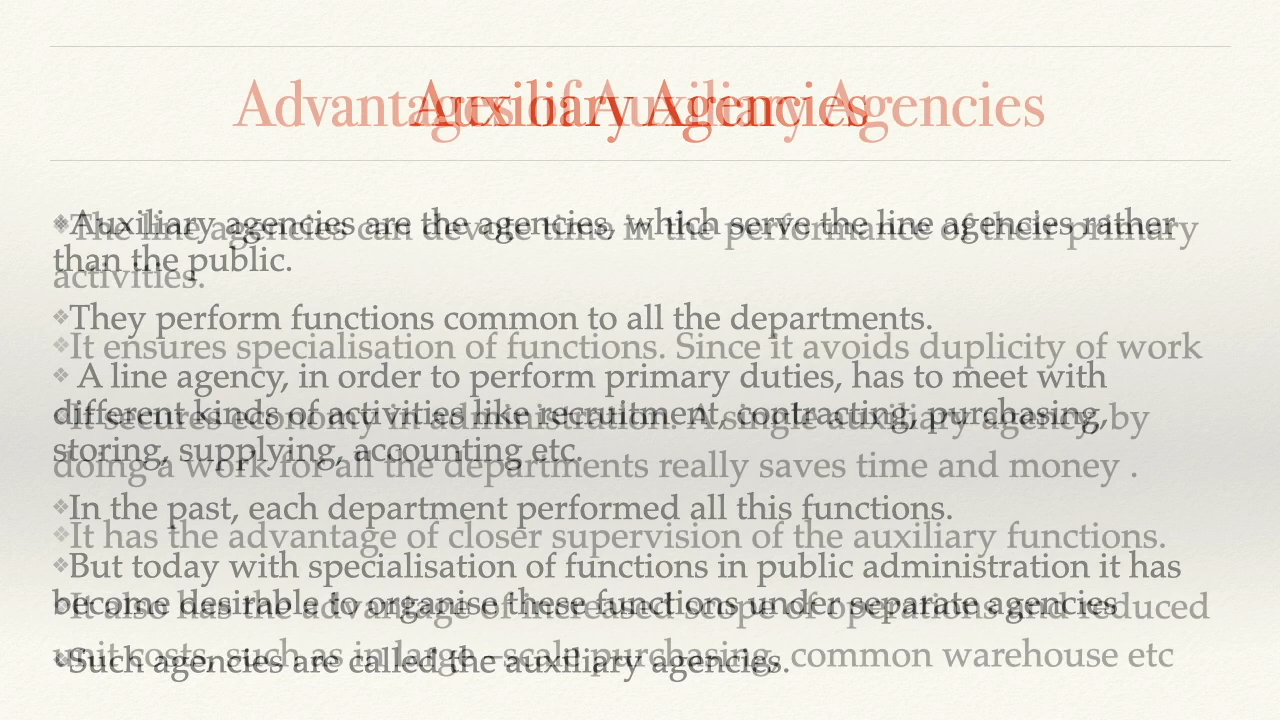 Auxiliary Agencies
❖Auxiliary agencies are the agencies, which serve the line agencies rather
than the public.
❖They perform functions common to all the departments.
❖ A line agency, in order to perform primary duties, has to meet with
different kinds of activities like recruitment, contracting, purchasing,
storing, supplying, accounting etc.
❖In the past, each department performed all this functions.
❖But today with specialisation of functions in public administration it has
become desirable to organise these functions under separate agencies
❖Such agencies are called the auxiliary agencies.
Advantages of Auxiliary Agencies
❖The line agencies can devote time in the performance of their primary
activities.
❖It ensures specialisation of functions. Since it avoids duplicity of work
❖It secures economy in administration. A single auxiliary agency, by
doing a work for all the departments really saves time and money .
❖It has the advantage of closer supervision of the auxiliary functions.
❖It also has the advantage of increased scope of operations and reduced
unit costs, such as in large –scale purchasing, common warehouse etc